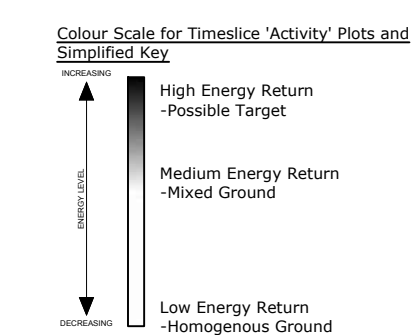 Colour Scale for Timeslice 'Activity' Plots and
Simplified Key
INCREASING
High Energy Return
-Possible Target
ENERGY LEVEL
Medium Energy Return
-Mixed Ground
DECREASING
Low Energy Return
-Homogenous Ground